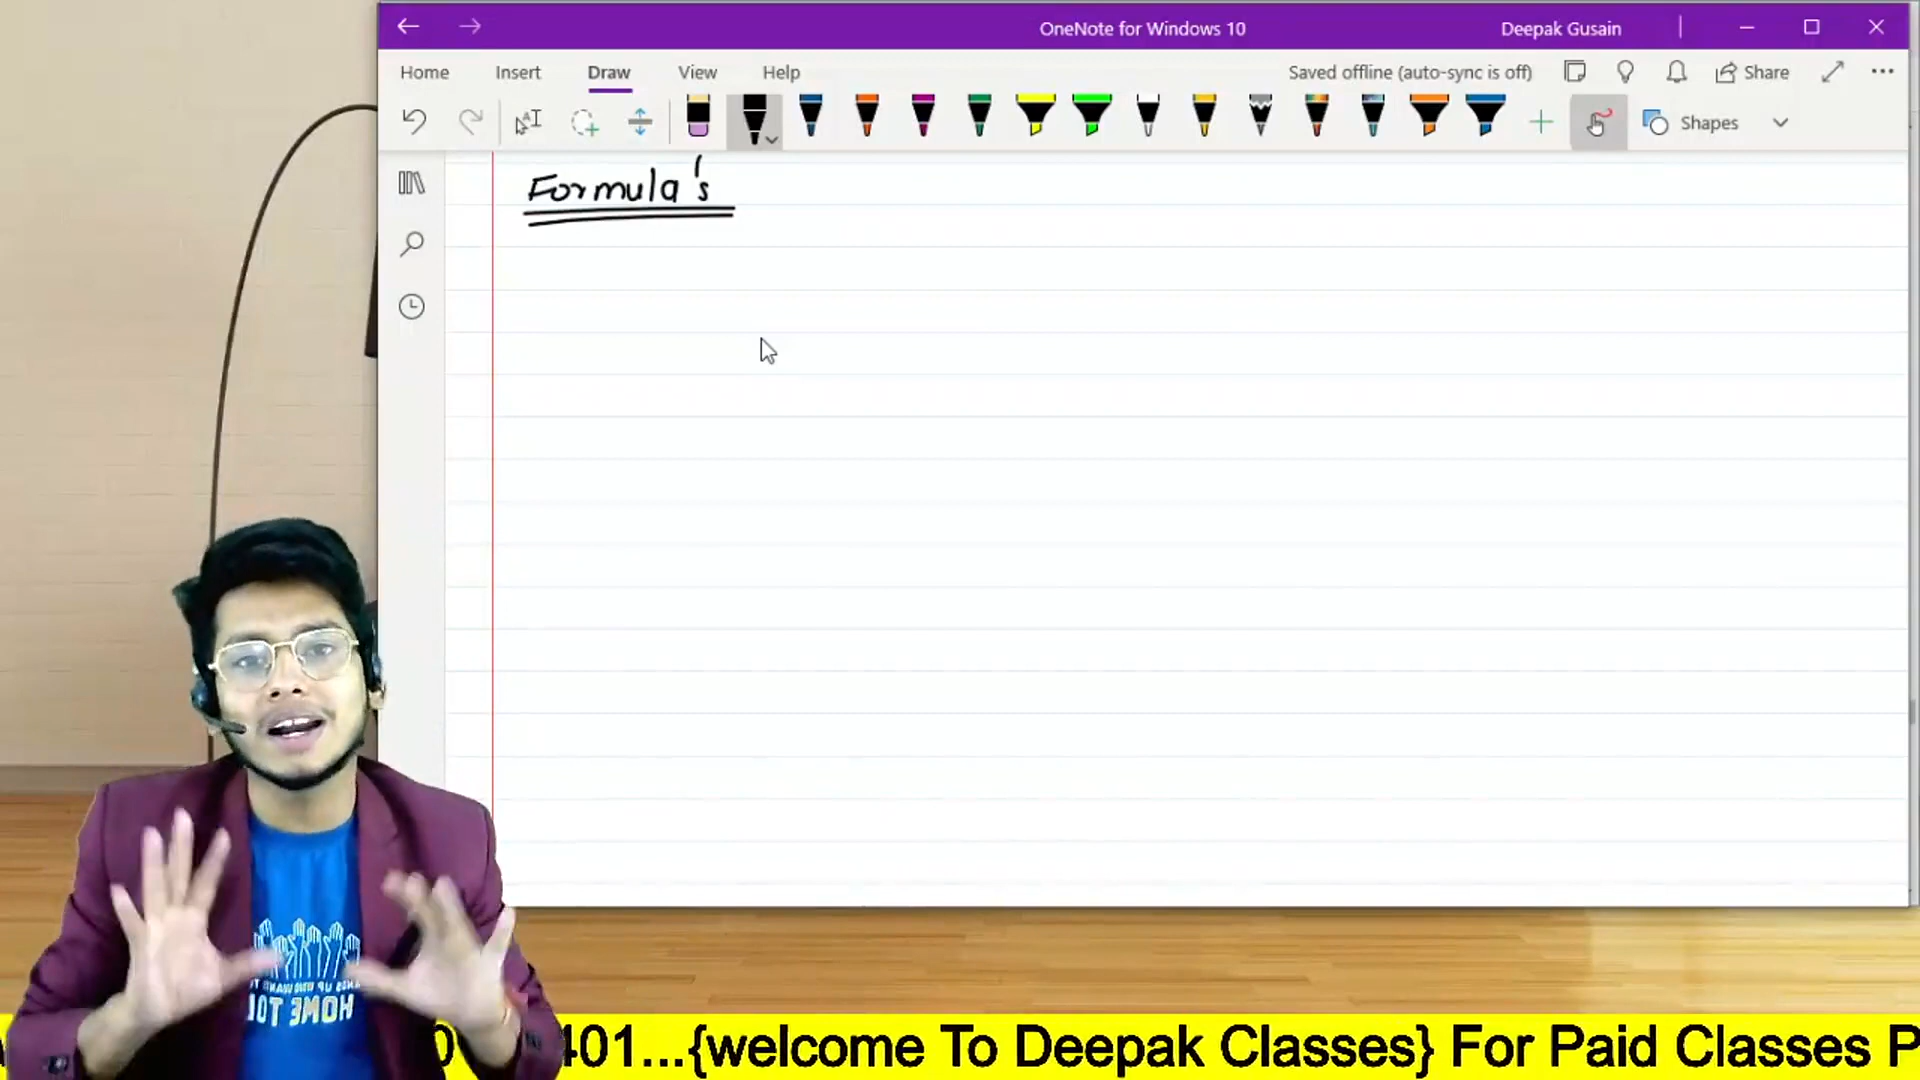 OneNote for Windows 10
Deepak Gusain
Home Insert Draw View Help
Saved offline (auto-sync is off)
Share
Shapes
Formula's
401...{welcome To Deepak Classes} For Paid Classes P